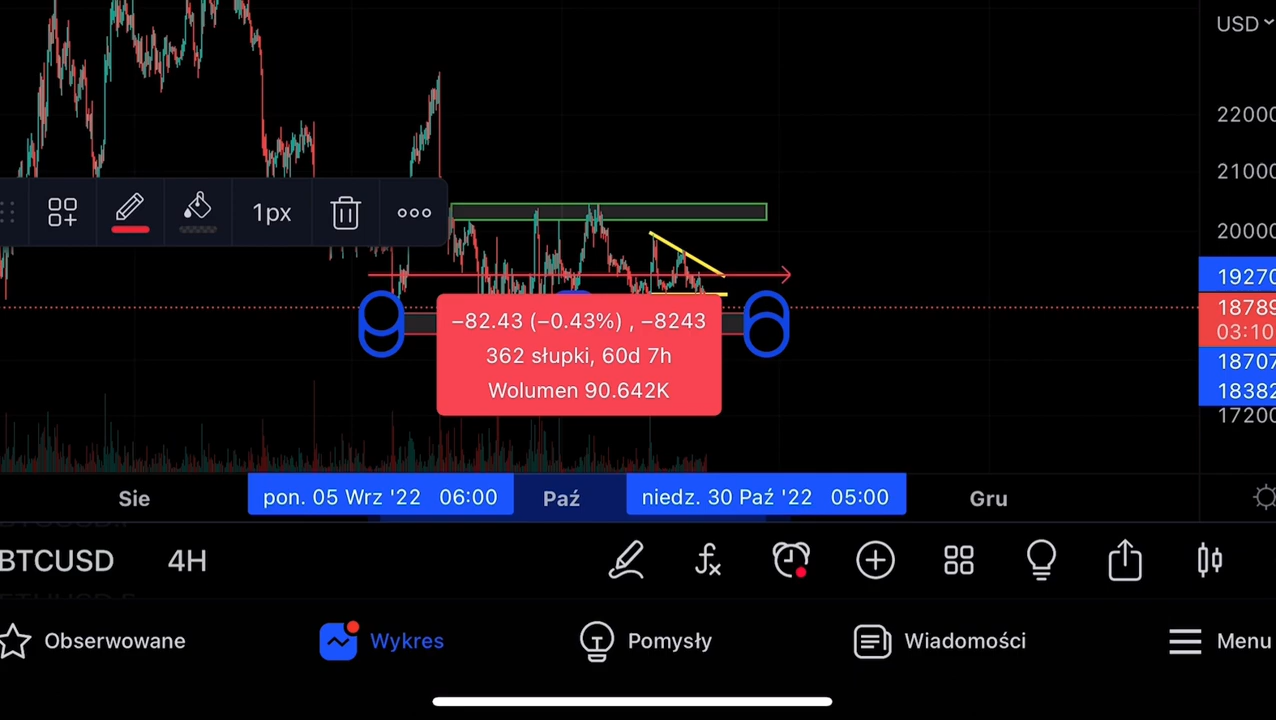 USD
22000
21000
1px
20000
19270
18789
−82.43 (−0.43%) , −8243
03:10
362 słupki, 60d 7h
18707
Wolumen 90.642K
18382
17200
Sie
pon. 05 Wrz '22 06:00
Paź
niedz. 30 Paź '22 05:00
Gru
BTCUSD
4H
fx
Obserwowane
Wykres
Pomysły
Wiadomości
Menu